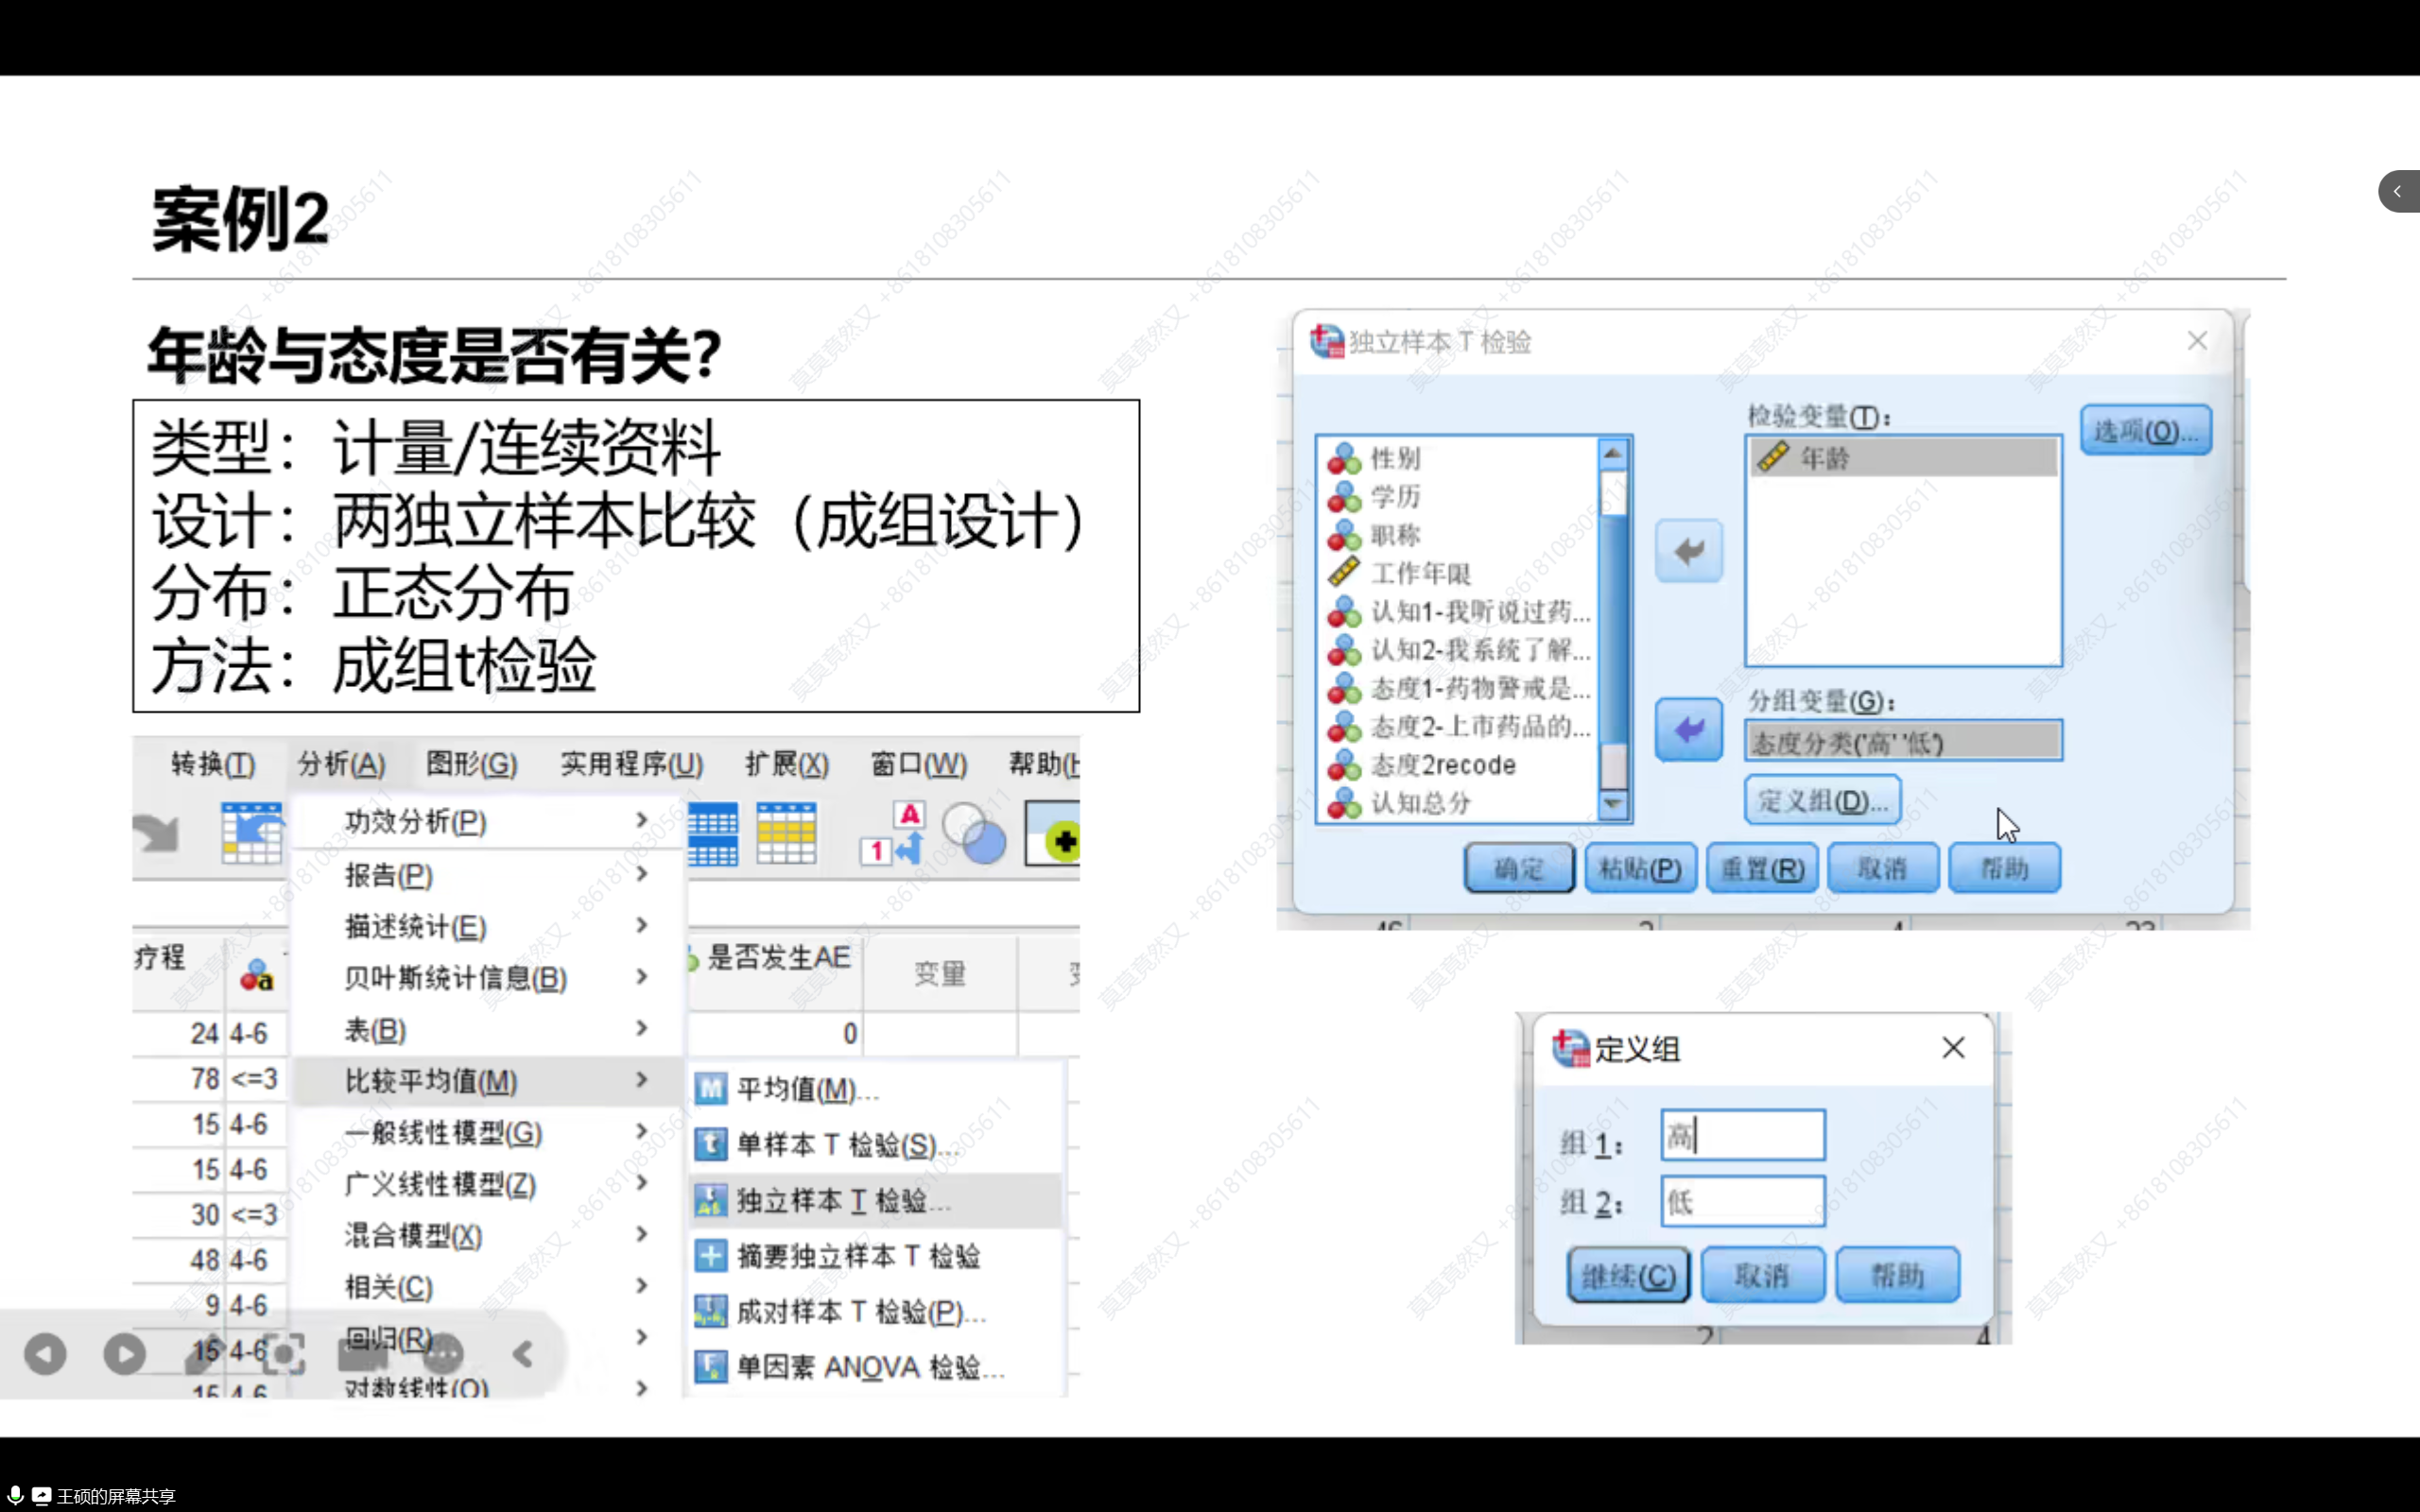 案例2
年龄与态度是否有关?
类型：计量/连续资料
设计：两独立样本比较（成组设计）
分布：正态分布
方法：成组t检验
转换(T) 分析(A) 图形(G) 实用程序(U) 扩展(X) 窗口(W) 帮助(H
功效分析(P)
报告(P)
描述统计(E)
贝叶斯统计信息(B)
表(B)
比较平均值(M)
一般线性模型(G)
广义线性模型(Z)
混合模型(X)
相关(C)
回归(R)
对数线性(O)
疗程
是否发生AE
变量
24 4-6
0
78 <=3
15 4-6
15 4-6
30 <=3
48 4-6
9 4-6
15 4-6
15 4-6
平均值(M)...
单样本 T 检验(S)...
独立样本 T 检验...
摘要独立样本 T 检验
成对样本 T 检验(P)...
单因素 ANOVA 检验...
独立样本 T 检验
性别
学历
职称
工作年限
认知1-我听说过药...
认知2-我系统了解...
态度1-药物警戒是...
态度2-上市药品的...
态度2recode
认知总分
检验变量(T)：
年龄
选项(O)...
分组变量(G)：
态度分类('高' '低')
定义组(D)...
确定 粘贴(P) 重置(R) 取消 帮助
定义组
组 1： 高
组 2： 低
继续(C) 取消 帮助
2 4
王硕的屏幕共享
莫莫竟然又 +8618108305611